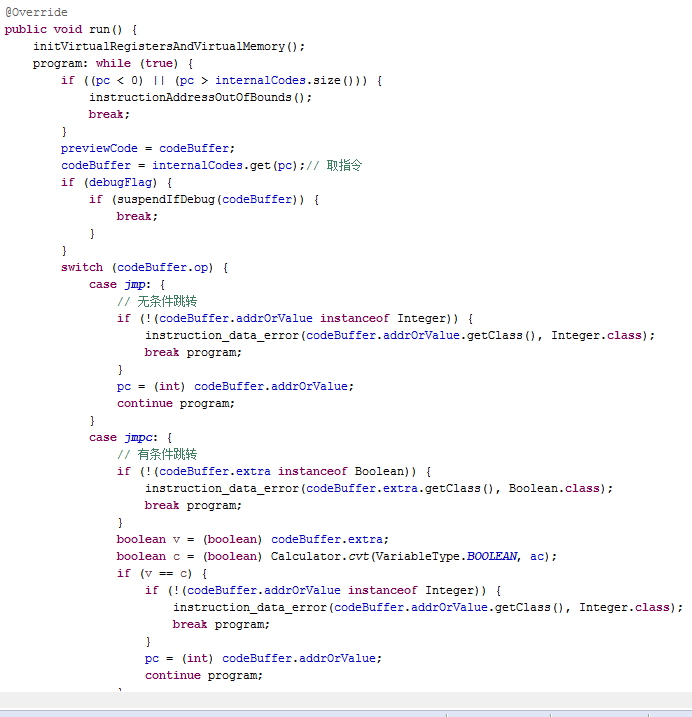 @Override
public void run() {
    initVirtualRegistersAndVirtualMemory();
    program: while (true) {
        if ((pc < 0) || (pc > internalCodes.size())) {
            instructionAddressOutOfBounds();
            break;
        }
        previewCode = codeBuffer;
        codeBuffer = internalCodes.get(pc);// 取指令
        if (debugFlag) {
            if (suspendIfDebug(codeBuffer)) {
                break;
            }
        }
        switch (codeBuffer.op) {
            case jmp: {
                // 无条件跳转
                if (!(codeBuffer.addrOrValue instanceof Integer)) {
                    instruction_data_error(codeBuffer.addrOrValue.getClass(), Integer.class);
                    break program;
                }
                pc = (int) codeBuffer.addrOrValue;
                continue program;
            }
            case jmpc: {
                // 有条件跳转
                if (!(codeBuffer.extra instanceof Boolean)) {
                    instruction_data_error(codeBuffer.extra.getClass(), Boolean.class);
                    break program;
                }
                boolean v = (boolean) codeBuffer.extra;
                boolean c = (boolean) Calculator.cvt(VariableType.BOOLEAN, ac);
                if (v == c) {
                    if (!(codeBuffer.addrOrValue instanceof Integer)) {
                        instruction_data_error(codeBuffer.addrOrValue.getClass(), Integer.class);
                        break program;
                    }
                    pc = (int) codeBuffer.addrOrValue;
                    continue program;